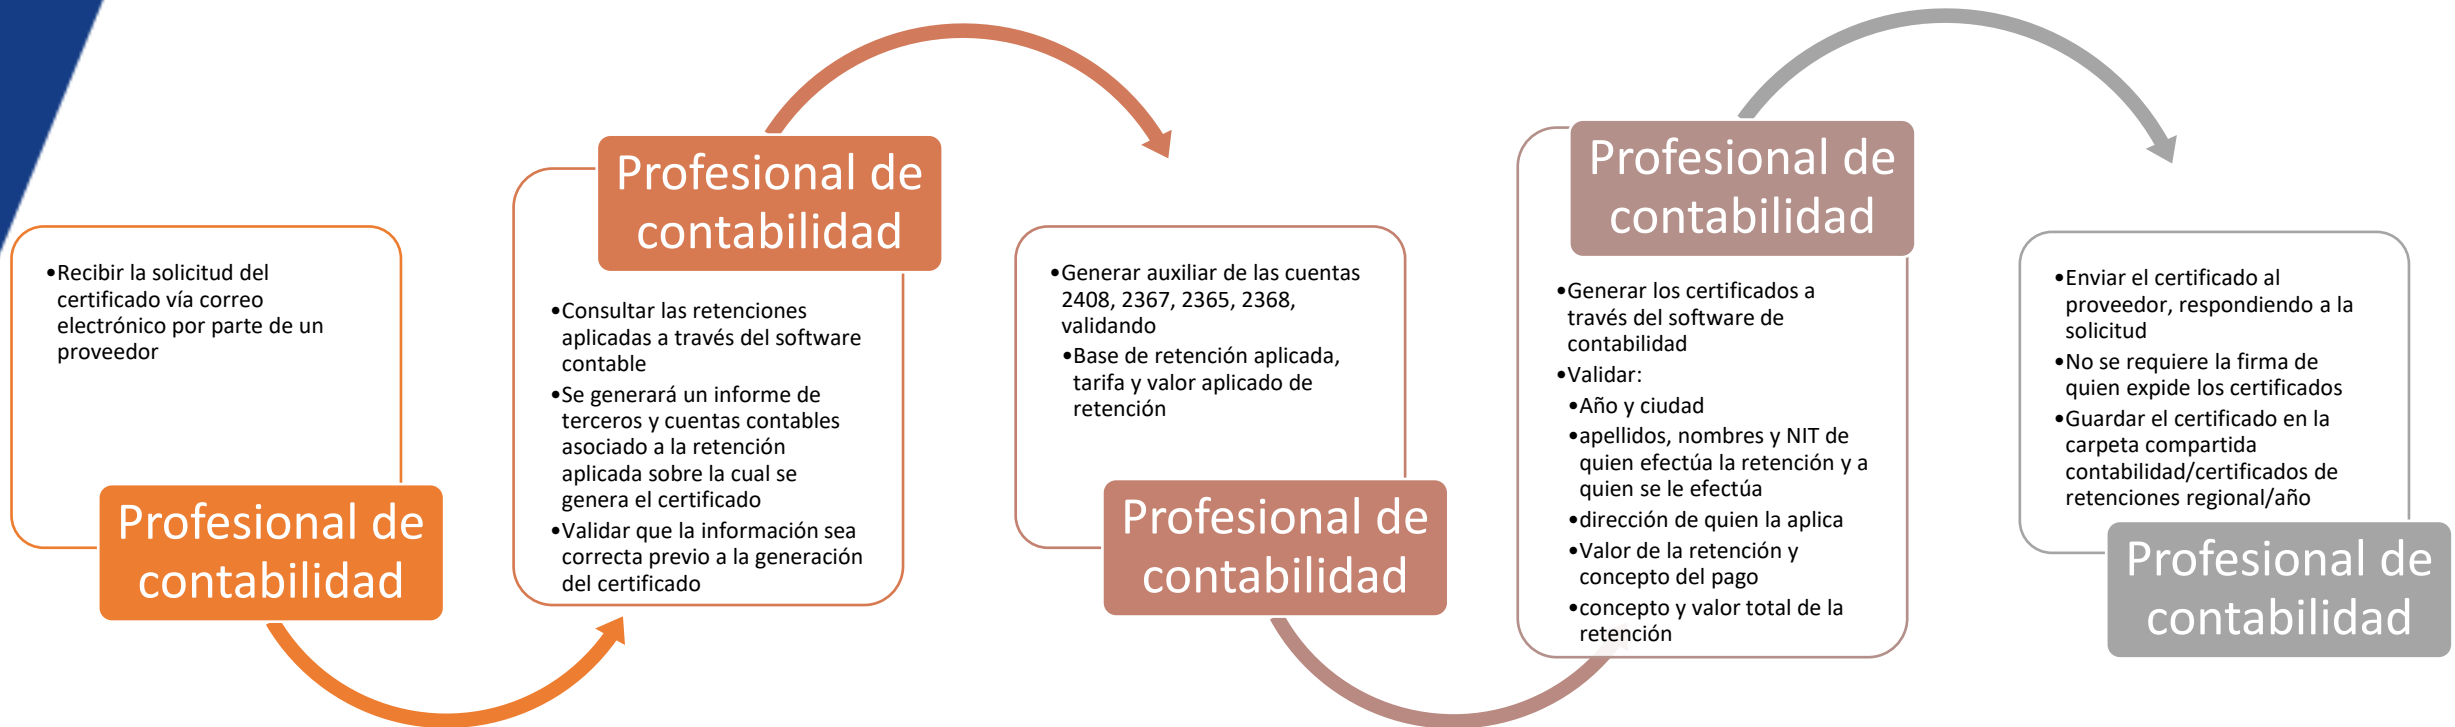 •Recibir la solicitud del
certificado vía correo
electrónico por parte de un
proveedor
Profesional de
contabilidad
Profesional de
contabilidad
•Consultar las retenciones
aplicadas a través del software
contable
•Se generará un informe de
terceros y cuentas contables
asociado a la retención
aplicada sobre la cual se
genera el certificado
•Validar que la información sea
correcta previo a la generación
del certificado
•Generar auxiliar de las cuentas
2408, 2367, 2365, 2368,
validando
•Base de retención aplicada,
tarifa y valor aplicado de
retención
Profesional de
contabilidad
Profesional de
contabilidad
•Generar los certificados a
través del software de
contabilidad
•Validar:
•Año y ciudad
•apellidos, nombres y NIT de
quien efectúa la retención y a
quien se le efectúa
•dirección de quien la aplica
•Valor de la retención y
concepto del pago
•concepto y valor total de la
retención
•Enviar el certificado al
proveedor, respondiendo a la
solicitud
•No se requiere la firma de
quien expide los certificados
•Guardar el certificado en la
carpeta compartida
contabilidad/certificados de
retenciones regional/año
Profesional de
contabilidad